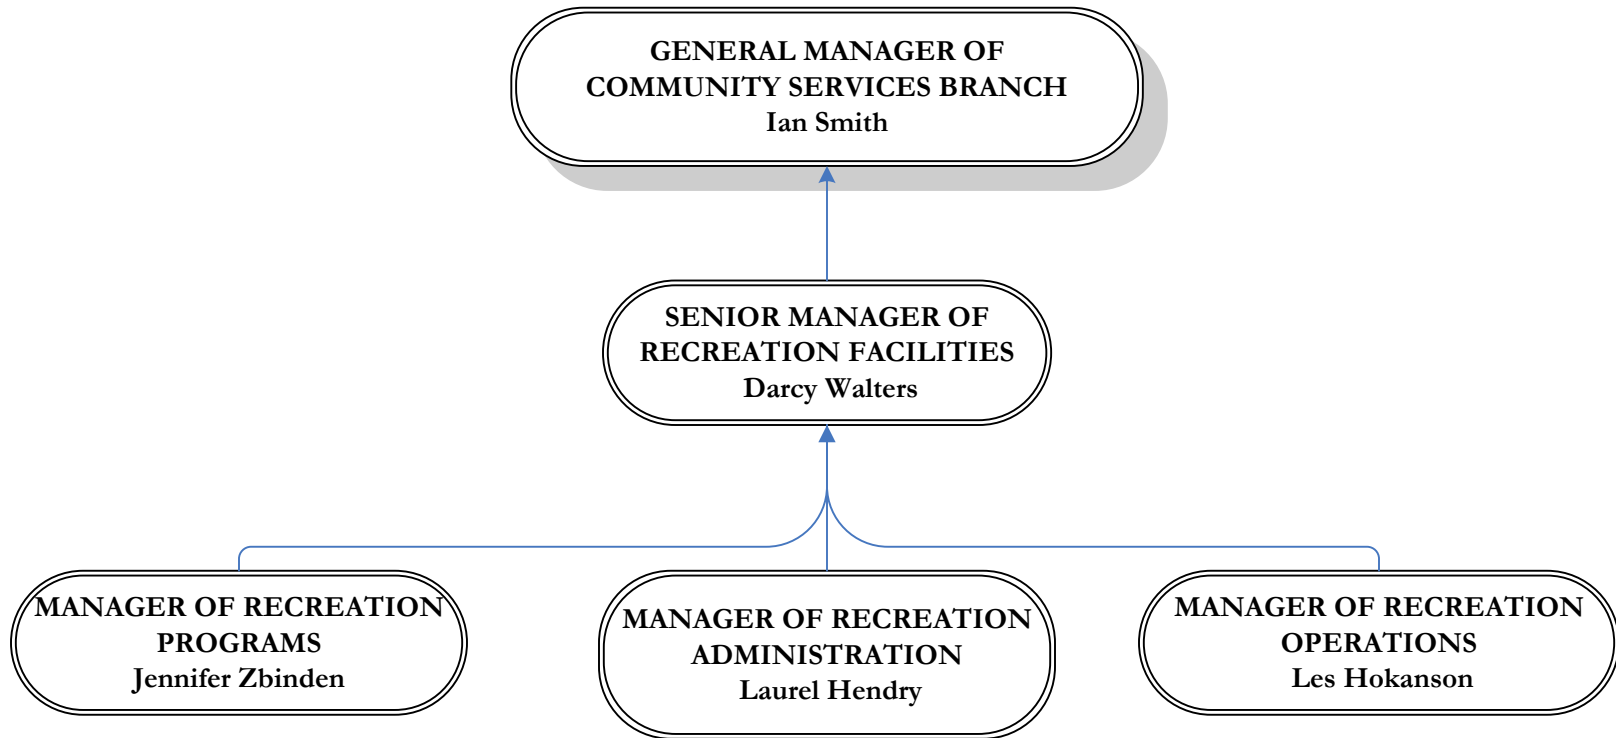 GENERAL MANAGER OF
COMMUNITY SERVICES BRANCH
Ian Smith
SENIOR MANAGER OF
RECREATION FACILITIES
Darcy Walters
MANAGER OF RECREATION
PROGRAMS
Jennifer Zbinden
MANAGER OF RECREATION
ADMINISTRATION
Laurel Hendry
MANAGER OF RECREATION
OPERATIONS
Les Hokanson